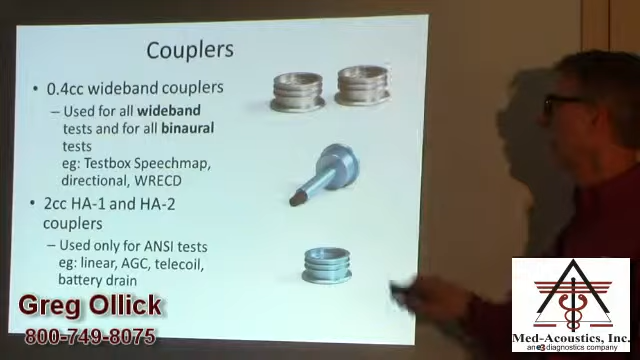 Couplers
• 0.4cc wideband couplers
– Used for all wideband
tests and for all binaural
tests
eg: Testbox Speechmap,
directional, WRECD
• 2cc HA-1 and HA-2
couplers
– Used only for ANSI tests
eg: linear, AGC, telecoil,
battery drain
Greg Ollick
800-749-8075
Med-Acoustics, Inc.
an e3 diagnostics company